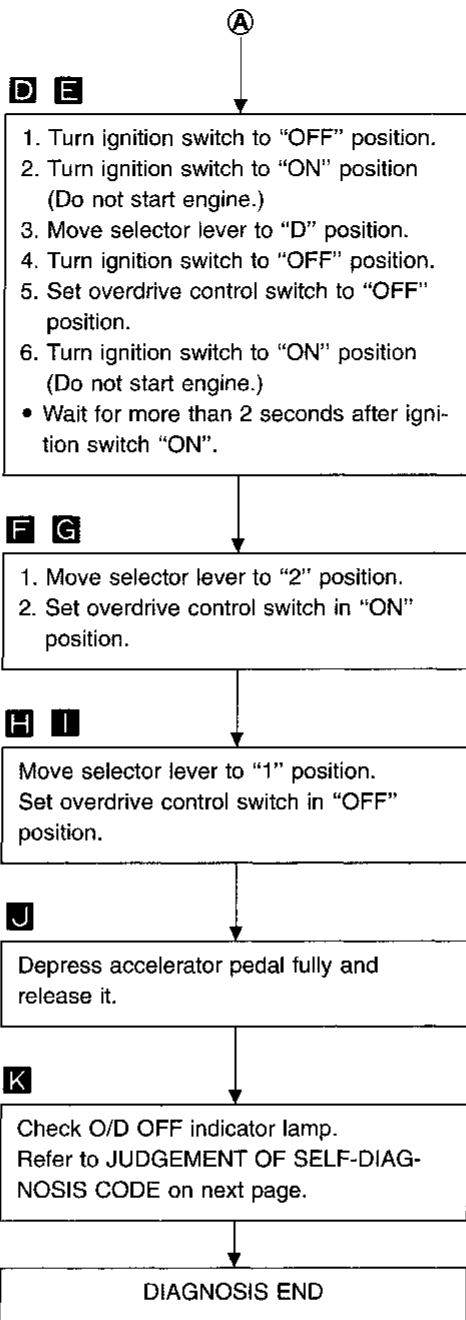 A
D E
1. Turn ignition switch to “OFF” position.
2. Turn ignition switch to “ON” position
(Do not start engine.)
3. Move selector lever to “D” position.
4. Turn ignition switch to “OFF” position.
5. Set overdrive control switch to “OFF”
position.
6. Turn ignition switch to “ON” position
(Do not start engine.)
• Wait for more than 2 seconds after igni-
tion switch “ON”.
F G
1. Move selector lever to “2” position.
2. Set overdrive control switch in “ON”
position.
H I
Move selector lever to “1” position.
Set overdrive control switch in “OFF”
position.
J
Depress accelerator pedal fully and
release it.
K
Check O/D OFF indicator lamp.
Refer to JUDGEMENT OF SELF-DIAG-
NOSIS CODE on next page.
DIAGNOSIS END